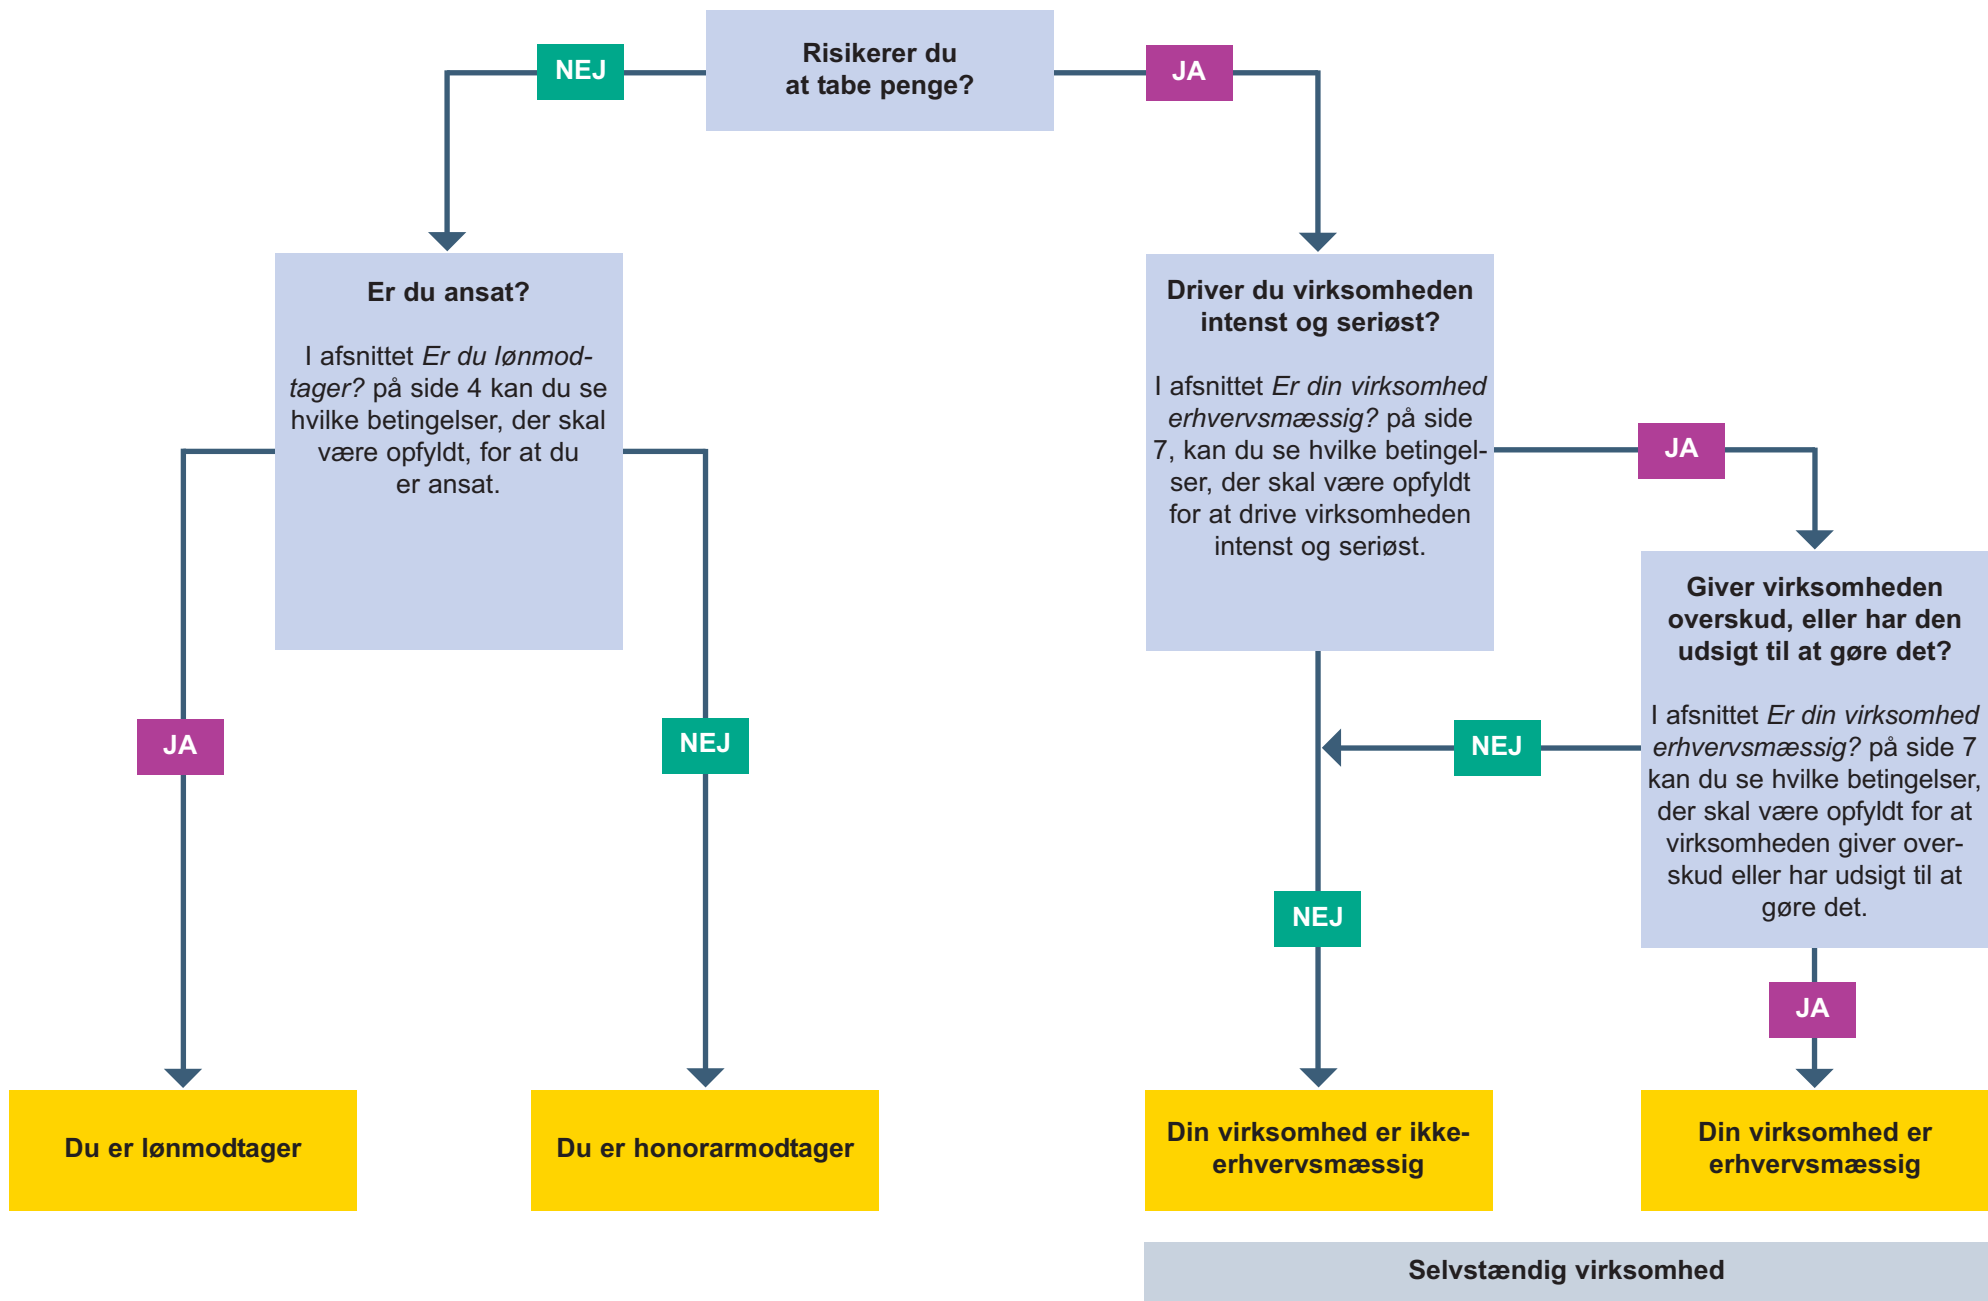 Risikerer du
at tabe penge?
NEJ
JA
Er du ansat?
I afsnittet Er du lønmod-
tager? på side 4 kan du se
hvilke betingelser, der skal
være opfyldt, for at du
er ansat.
JA
NEJ
Driver du virksomheden
intenst og seriøst?
I afsnittet Er din virksomhed
erhvervsmæssig? på side
7, kan du se hvilke betingel-
ser, der skal være opfyldt
for at drive virksomheden
intenst og seriøst.
JA
NEJ
Giver virksomheden
overskud, eller har den
udsigt til at gøre det?
I afsnittet Er din virksomhed
erhvervsmæssig? på side 7
kan du se hvilke betingelser,
der skal være opfyldt for at
virksomheden giver over-
skud eller har udsigt til at
gøre det.
NEJ
JA
Du er lønmodtager
Du er honorarmodtager
Din virksomhed er ikke-
erhvervsmæssig
Din virksomhed er
erhvervsmæssig
Selvstændig virksomhed